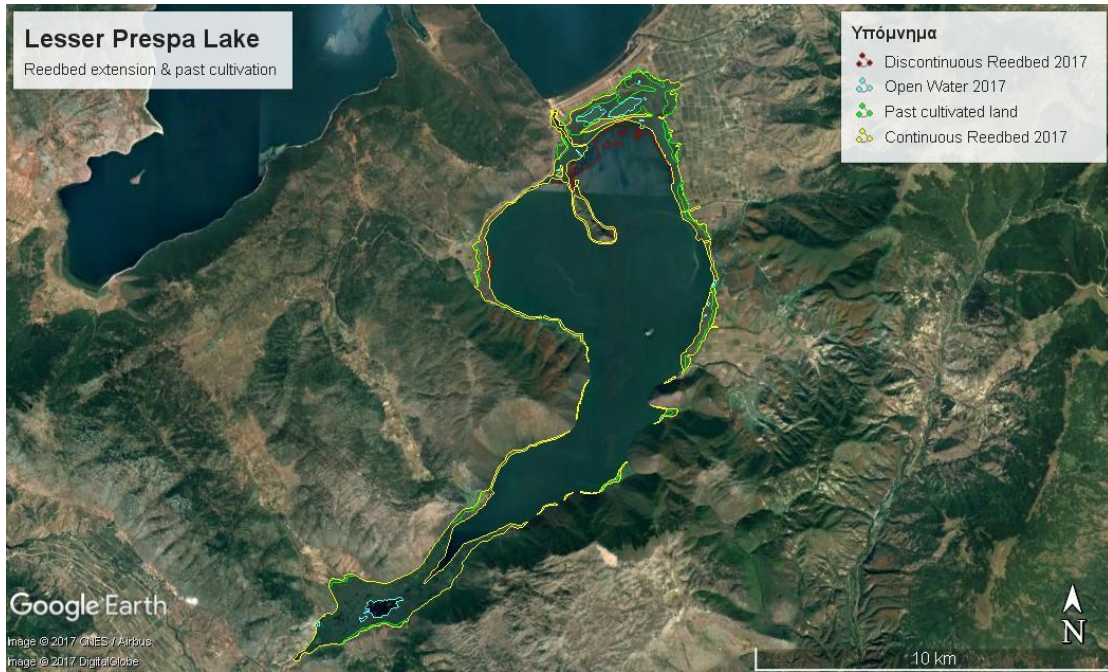 Lesser Prespa Lake
Reedbed extension & past cultivation
Υπόμνημα
Discontinuous Reedbed 2017
Open Water 2017
Past cultivated land
Continuous Reedbed 2017
Google Earth
Image © 2017 CNES / Airbus
Image © 2017 DigitalGlobe
N
10 km